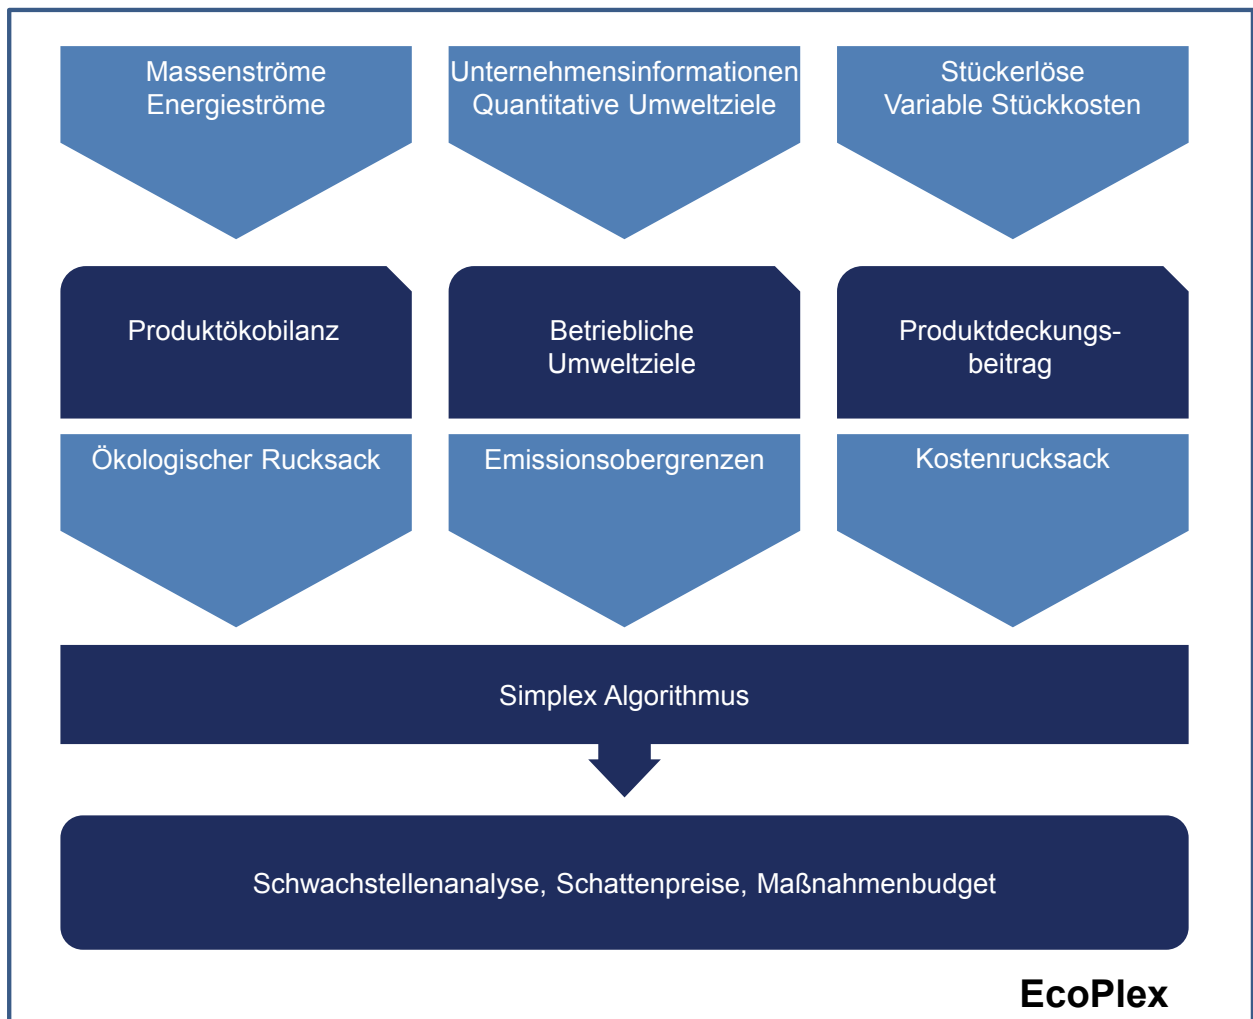 Massenströme
Energieströme
Unternehmensinformationen
Quantitative Umweltziele
Stückerlöse
Variable Stückkosten
Produktökobilanz
Betriebliche
Umweltziele
Produktdeckungs-
beitrag
Ökologischer Rucksack
Emissionsobergrenzen
Kostenrucksack
Simplex Algorithmus
Schwachstellenanalyse, Schattenpreise, Maßnahmenbudget
EcoPlex